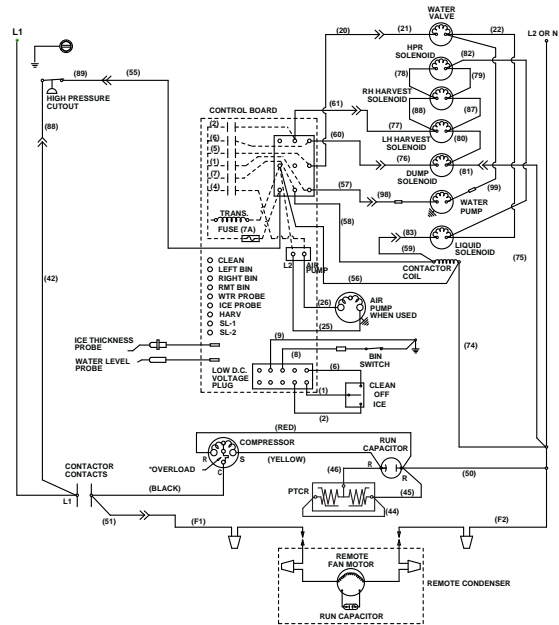 WATER
VALVE
L1
(20)
(21)
(22)
L2 OR N
HPR
SOLENOID
(82)
(89)
(55)
(78)
(79)
HIGH PRESSURE
CUTOUT
RH HARVEST
SOLENOID
(61)
(88)
(87)
CONTROL BOARD
(88)
(77)
(2)
(60)
LH HARVEST
SOLENOID
(80)
(6)
(5)
(76)
(1)
DUMP
SOLENOID
(81)
(7)
(57)
(98)
(99)
(4)
WATER
PUMP
TRANS.
(58)
FUSE (7A)
(83)
LIQUID
SOLENOID
(59)
(75)
L2
AIR
PUMP
CONTACTOR
COIL
CLEAN
(56)
LEFT BIN
RIGHT BIN
(42)
RMT BIN
(26)
AIR
PUMP
WHEN USED
WTR PROBE
ICE PROBE
HARV
(25)
SL-1
SL-2
(74)
ICE THICKNESS
PROBE
(9)
(8)
BIN
SWITCH
WATER LEVEL
PROBE
LOW D.C.
VOLTAGE
PLUG
(6)
CLEAN
OFF
ICE
(1)
(2)
(RED)
COMPRESSOR
RUN
CAPACITOR
R
S
(YELLOW)
*OVERLOAD
C
R
R
(46)
(50)
CONTACTOR
CONTACTS
(BLACK)
PTCR
(45)
L1
(44)
(51)
(F1)
(F2)
REMOTE
FAN MOTOR
REMOTE CONDENSER
RUN CAPACITOR